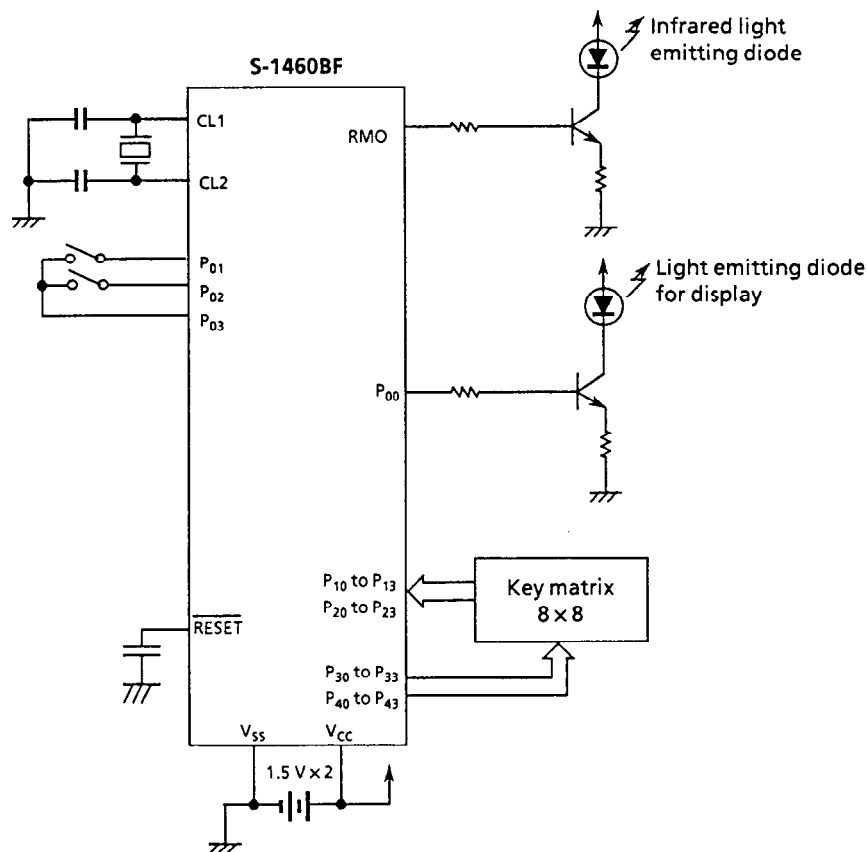 S-1460BF
Infrared light
emitting diode
CL1
RMO
CL2
P01
P02
P03
Light emitting diode
for display
P00
P10 to P13
P20 to P23
Key matrix
8 × 8
RESET
P30 to P33
P40 to P43
VSS
VCC
1.5 V × 2